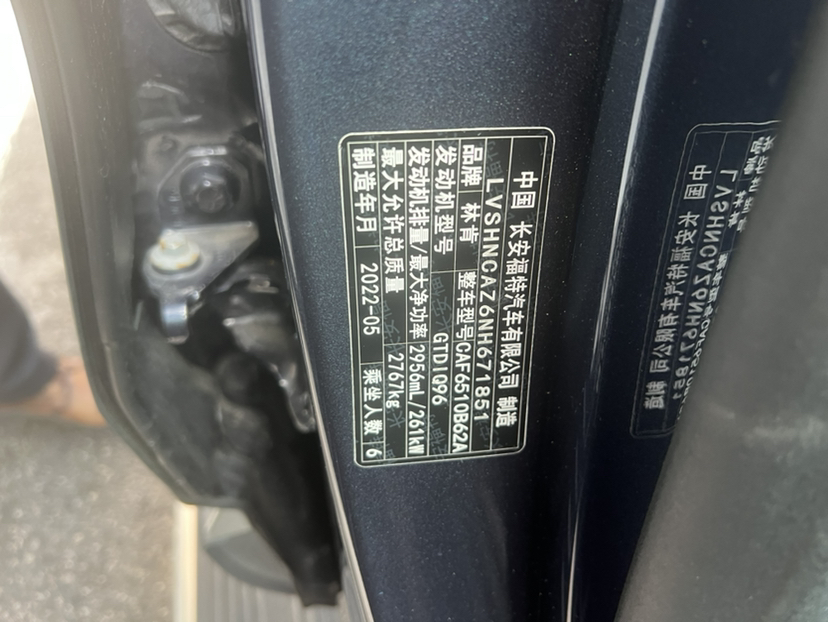 中国 长安福特汽车有限公司 制造
LVSHNCAZ6NH671851
品牌 林肯 整车型号 CAF6510B62A
发动机型号 GTDIQ96
发动机排量/最大净功率 2956mL/261kW
最大允许总质量 2767kg
制造年月 2022-05 乘坐人数 6